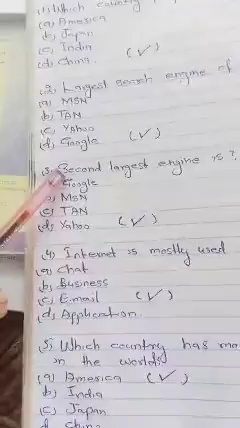 (1) Which country
(a) America
(b) Japan
(c) India (✓)
(d) China.
(2) Largest search engine of
(a) MSN
(b) TAN
(c) Yahoo
(d) Google (✓)
(3) Second largest engine is?
Google
) MSN
(c) TAN
(d) Yahoo (✓)
(4) Internet is mostly used
(a) Chat
(b) Business
(c) E.mail (✓)
(d) Application.
(5) Which country has mo
in the worlds
(a) America (✓)
(b) India
(c) Japan
d China